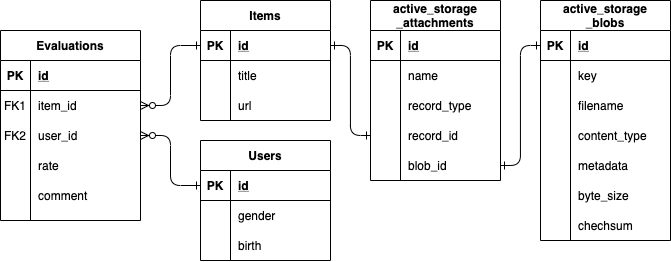 Evaluations
PK id
FK1 item_id
FK2 user_id
rate
comment
Items
PK id
title
url
Users
PK id
gender
birth
active_storage
_attachments
PK id
name
record_type
record_id
blob_id
active_storage
_blobs
PK id
key
filename
content_type
metadata
byte_size
chechsum